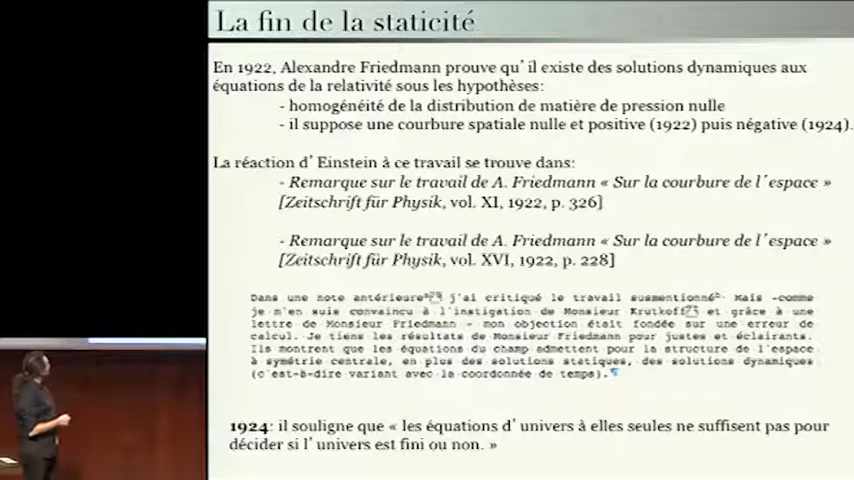 La fin de la staticité
En 1922, Alexandre Friedmann prouve qu'il existe des solutions dynamiques aux
équations de la relativité sous les hypothèses:
- homogénéité de la distribution de matière de pression nulle
- il suppose une courbure spatiale nulle et positive (1922) puis négative (1924).
La réaction d'Einstein à ce travail se trouve dans:
- Remarque sur le travail de A. Friedmann « Sur la courbure de l'espace »
[Zeitschrift für Physik, vol. XI, 1922, p. 326]
- Remarque sur le travail de A. Friedmann « Sur la courbure de l'espace »
[Zeitschrift für Physik, vol. XVI, 1922, p. 228]
Dans une note antérieure j'ai critiqué le travail susmentionné. Mais -comme
je m'en suis convaincu à l'instigation de Monsieur Krutkoff et grâce à une
lettre de Monsieur Friedmann - mon objection était fondée sur une erreur de
calcul. Je tiens les résultats de Monsieur Friedmann pour justes et éclairants.
Ils montrent que les équations du champ admettent pour la structure de l'espace
à symétrie centrale, en plus des solutions statiques, des solutions dynamiques
(c'est-à-dire variant avec la coordonnée de temps).¶
1924: il souligne que « les équations d'univers à elles seules ne suffisent pas pour
décider si l'univers est fini ou non. »